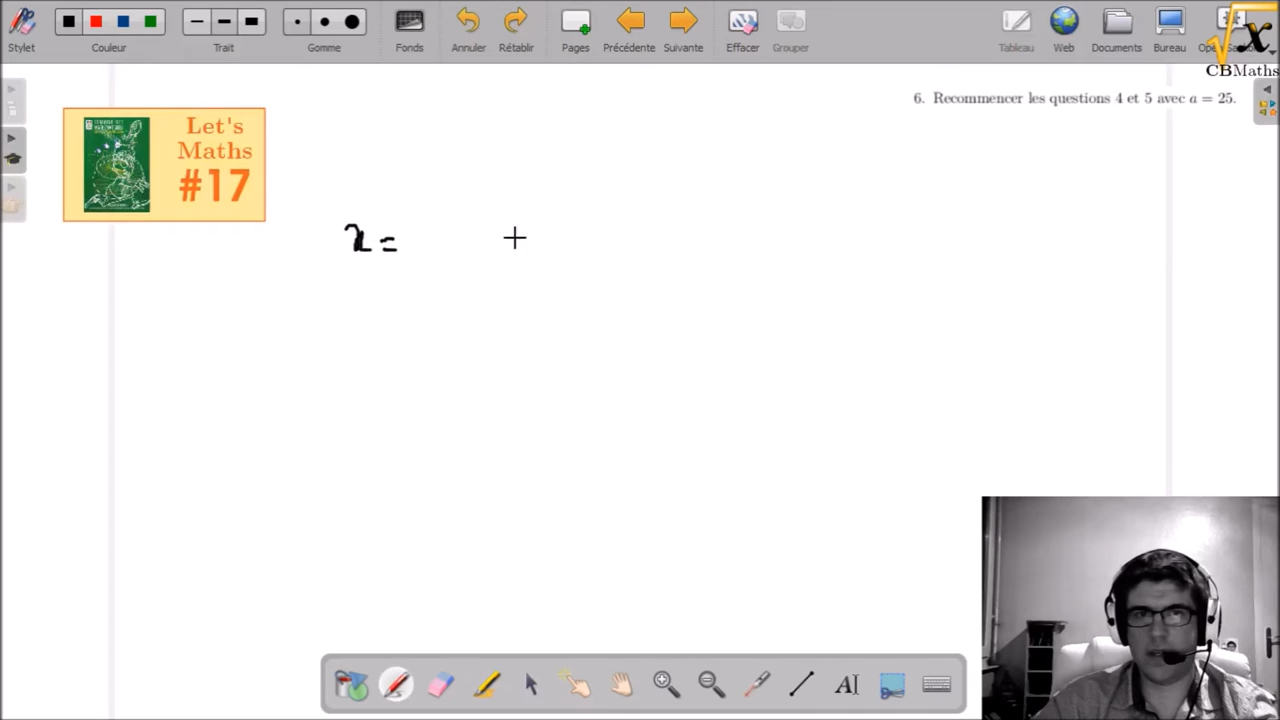 Stylet
Couleur
Trait
Gomme
Fonds
Annuler
Rétablir
Pages
Précédente
Suivante
Effacer
Grouper
Tableau
Web
Documents
Bureau
√x
CBMaths
6. Recommencer les questions 4 et 5 avec a = 25.
Let's
Maths
#17
x =
AI